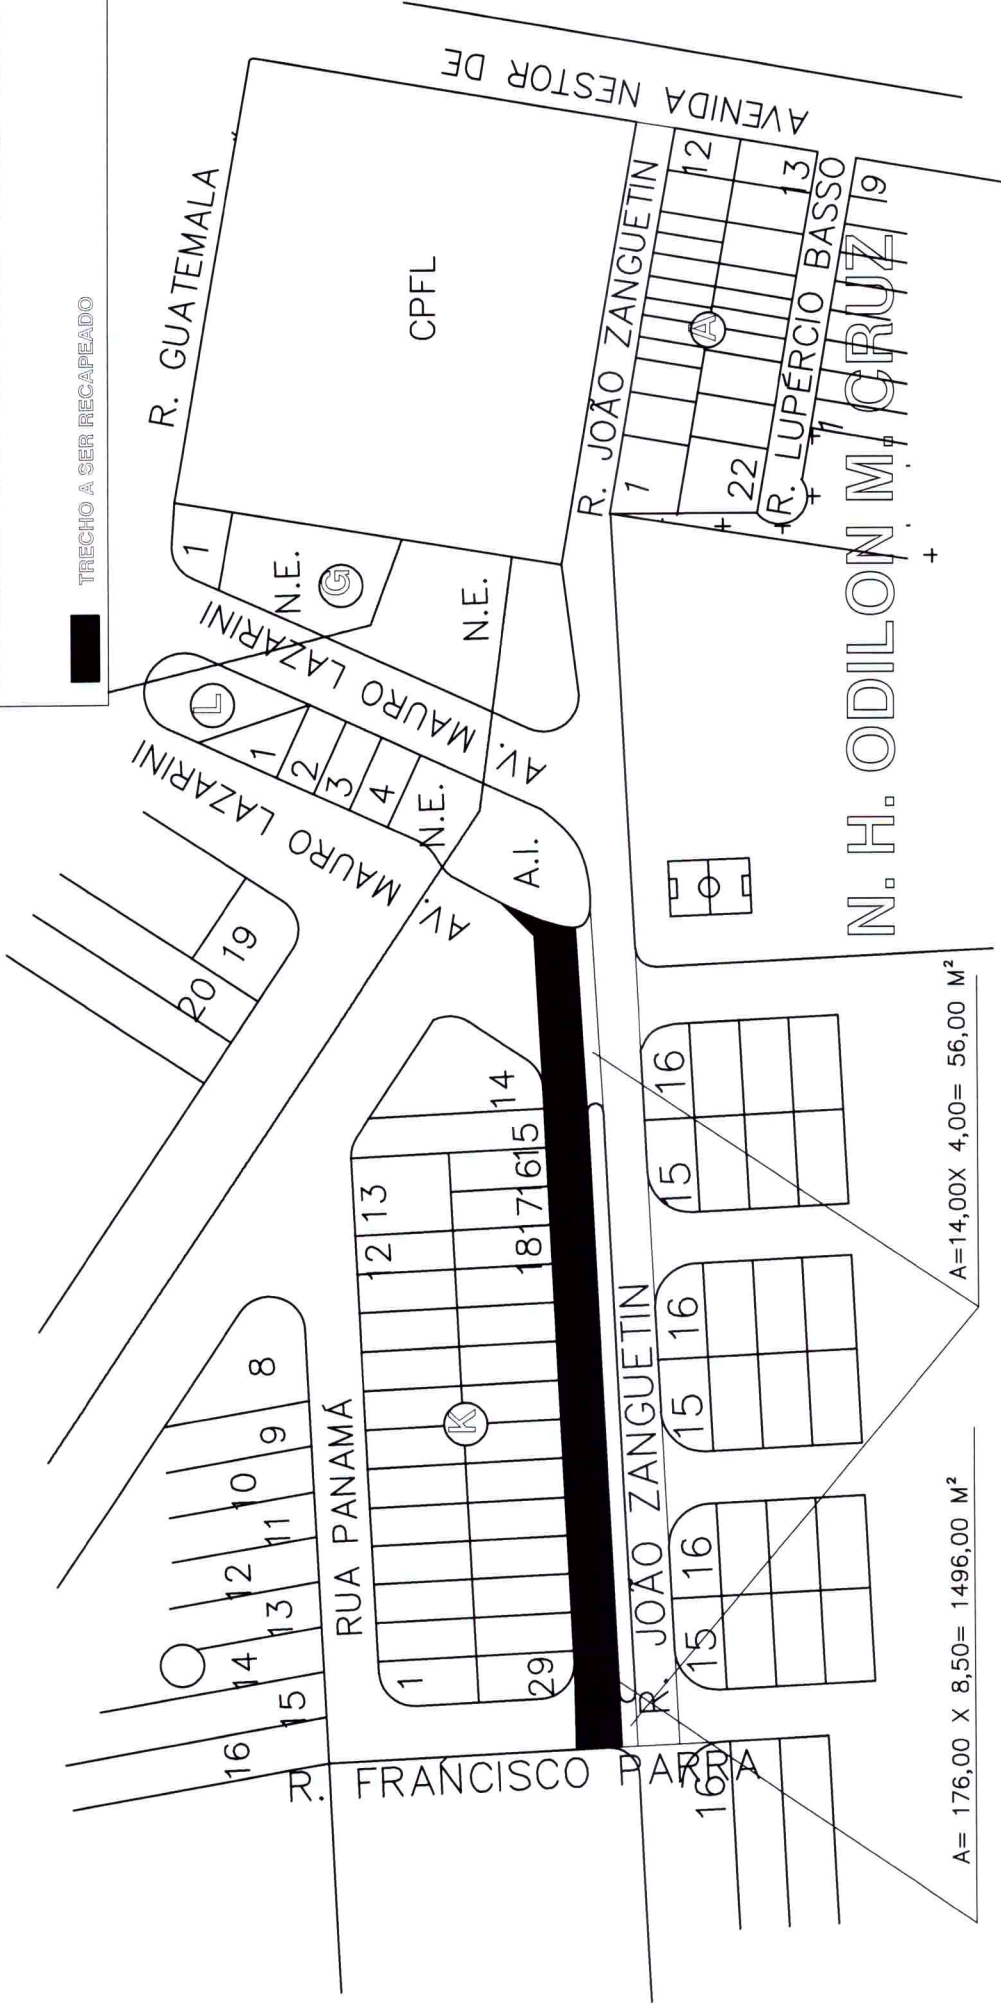 TRECHO A SER RECAPEADO
R. GUATEMALA
AVENIDA NESTOR DE
CPFL
1
N.E.
G
N.E.
AV. MAURO LAZARINI
L
1
2
3
4
N.E.
A.I.
AV. MAURO LAZARINI
R. JOÃO ZANGUETIN
1
12
A
22
13
R. LUPÉRCIO BASSO
1
9
N. H. ODILON M. CRUZ
20
19
8
9
10
11
12
13
14
15
16
RUA PANAMÁ
1
12
13
14
15
16
17
18
29
K
R. JOÃO ZANGUETIN
R. FRANCISCO PARRA
16
15
16
15
16
15
16
A= 176,00 X 8,50= 1496,00 M²
A=14,00X 4,00= 56,00 M²